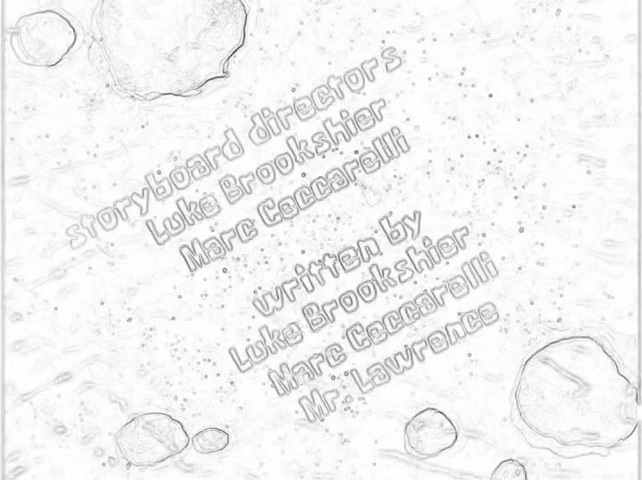 storyboard directors
Luke Brookshier
Marc Ceccarelli
written by
Luke Brookshier
Marc Ceccarelli
Mr. Lawrence